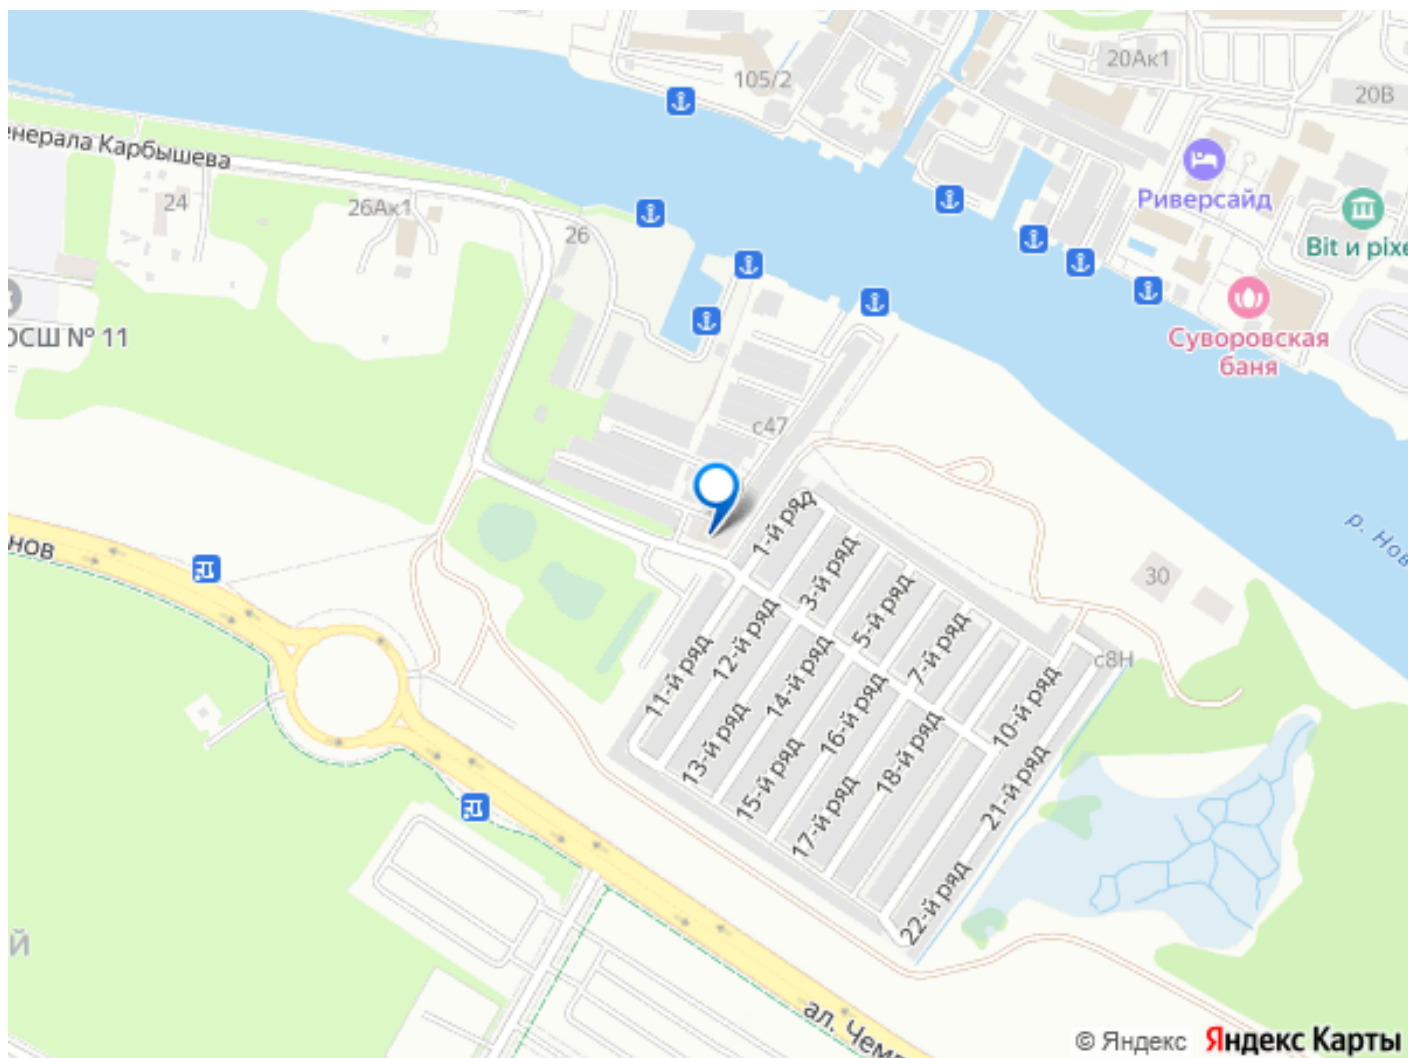 105/2
20Ак1
20В
енерала Карбышева
24
26Ак1
26
Риверсайд
Bit и pixe
ОСШ № 11
Суворовская
баня
с47
нов
р. Нов
30
с8Н
1-й ряд
3-й ряд
5-й ряд
7-й ряд
10-й ряд
11-й ряд
12-й ряд
13-й ряд
14-й ряд
15-й ряд
16-й ряд
17-й ряд
18-й ряд
21-й ряд
22-й ряд
й
ал. Чемп
© Яндекс Яндекс Карты